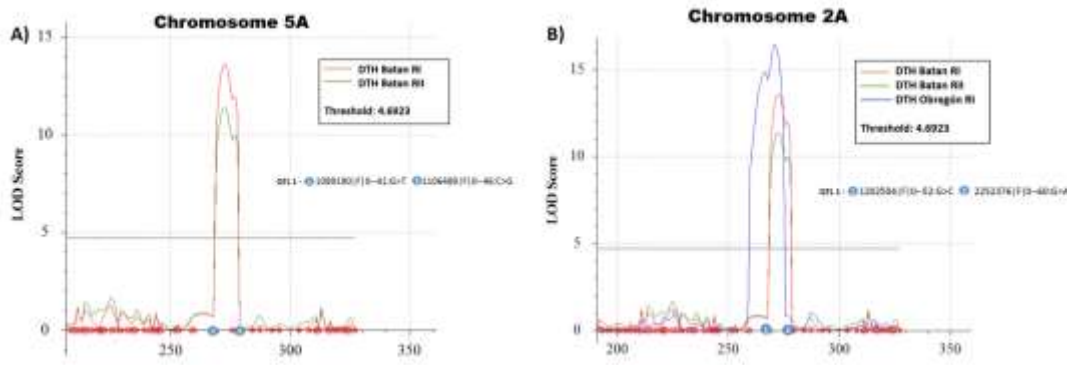 Chromosome 5A
A)
15
10
5
0
LOD Score
DTH Batan RI
DTH Batan RII
Threshold: 4.6923
250
300
350
Chromosome 2A
B)
15
10
5
0
LOD Score
DTH Batan RI
DTH Batan RII
DTH Obregón RI
Threshold: 4.6923
200
250
300
350